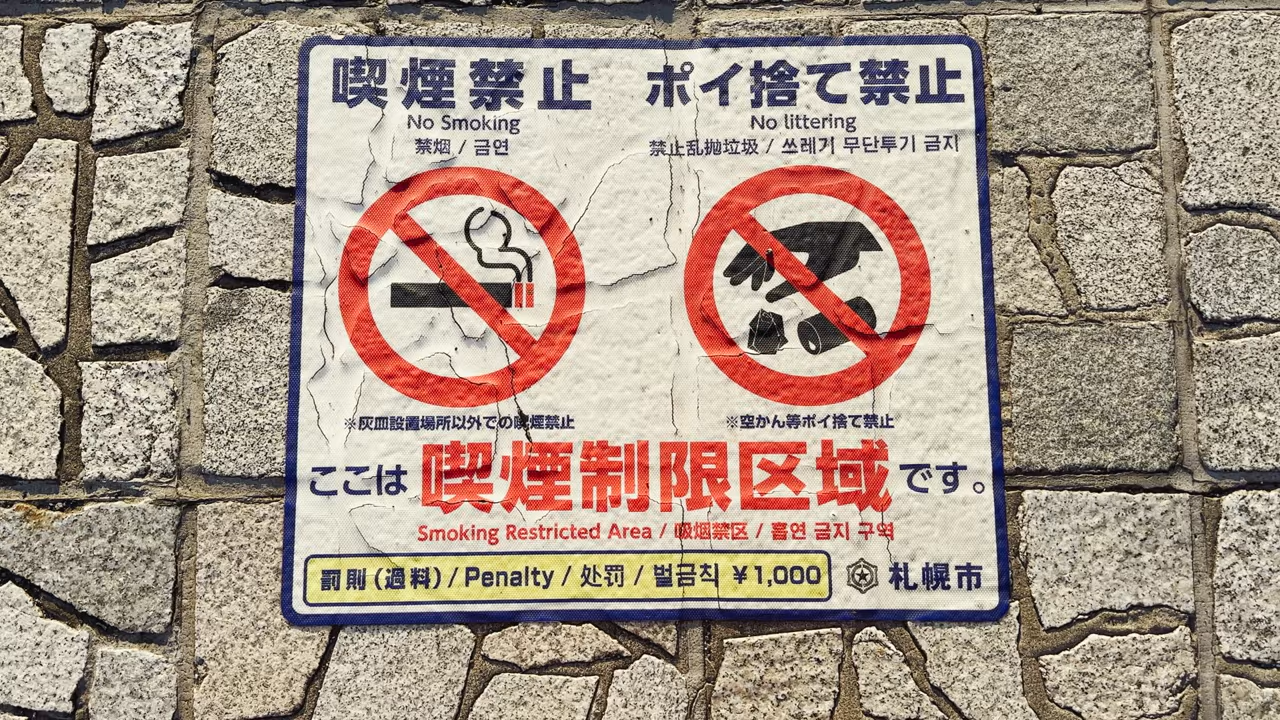 喫煙禁止
No Smoking
禁烟 / 금연
ポイ捨て禁止
No littering
禁止乱抛垃圾 / 쓰레기 무단투기 금지
※灰皿設置場所以外での喫煙禁止
※空かん等ポイ捨て禁止
ここは 喫煙制限区域 です。
Smoking Restricted Area / 吸烟禁区 / 흡연 금지 구역
罰則(過料) / Penalty / 处罚 / 벌금칙 ¥1,000
札幌市